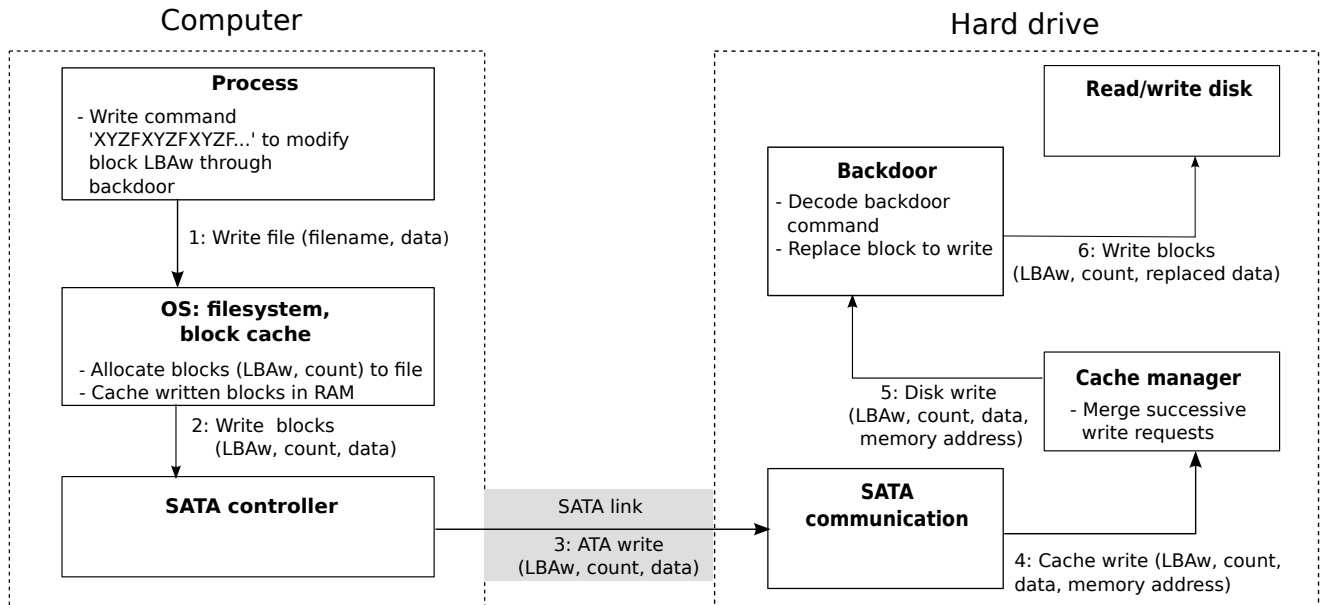 Computer
Process
- Write command
'XYZFXYZFXYZF...' to modify
block LBAw through
backdoor
1: Write file (filename, data)
OS: filesystem,
block cache
- Allocate blocks (LBAw, count) to file
- Cache written blocks in RAM
2: Write blocks
(LBAw, count, data)
SATA controller
SATA link
3: ATA write
(LBAw, count, data)
Hard drive
SATA
communication
4: Cache write (LBAw, count,
data, memory address)
Cache manager
- Merge successive
write requests
5: Disk write
(LBAw, count, data,
memory address)
Backdoor
- Decode backdoor
command
- Replace block to write
6: Write blocks
(LBAw, count, replaced data)
Read/write disk